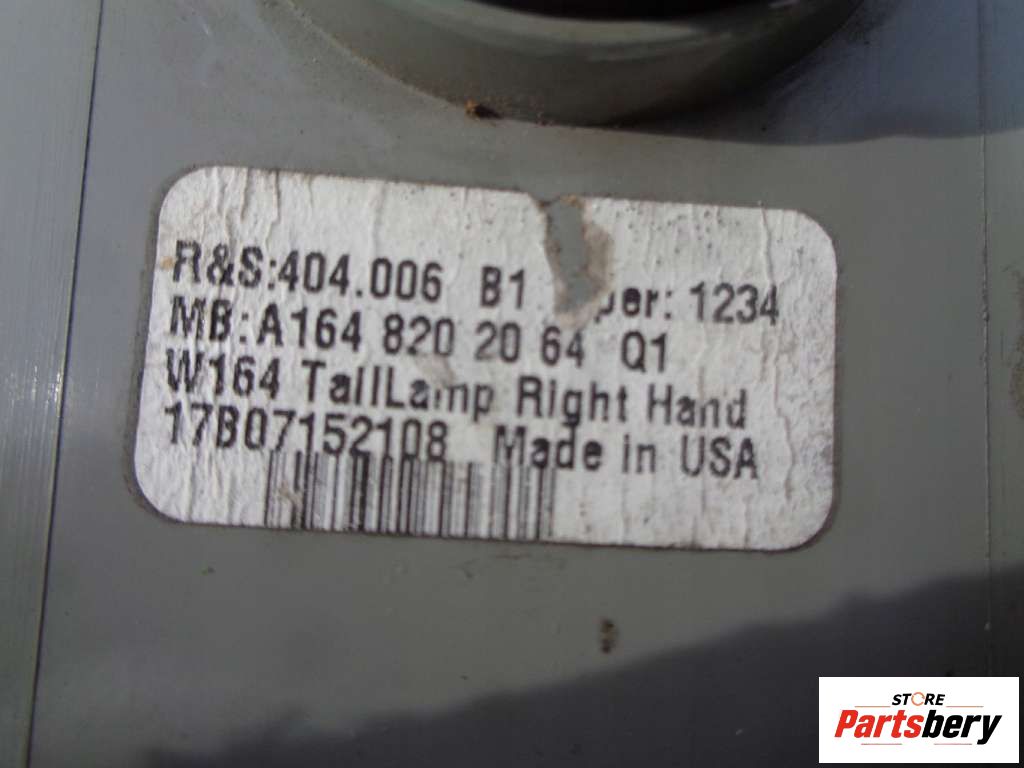 R&S:404.006 B1 per: 1234
MB:A164 820 20 64 Q1
W164 TailLamp Right Hand
17B07152108 Made in USA
STORE
Partsbery